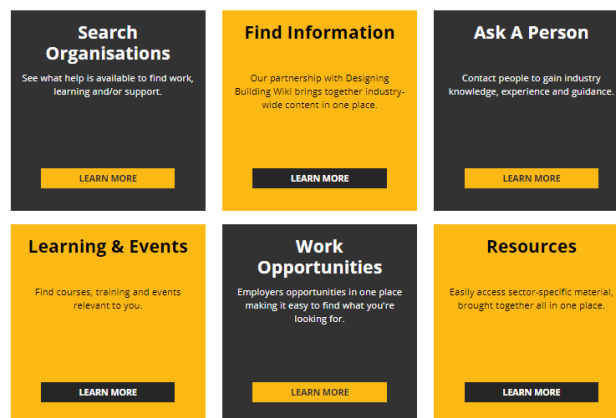 Search
Organisations
See what help is available to find work,
learning and/or support.
LEARN MORE
Find Information
Our partnership with Designing
Building Wiki brings together industry-
wide content in one place.
LEARN MORE
Ask A Person
Contact people to gain industry
knowledge, experience and guidance.
LEARN MORE
Learning & Events
Find courses, training and events
relevant to you.
LEARN MORE
Work
Opportunities
Employers opportunities in one place
making it easy to find what you're
looking for.
LEARN MORE
Resources
Easily access sector-specific material,
brought together all in one place.
LEARN MORE